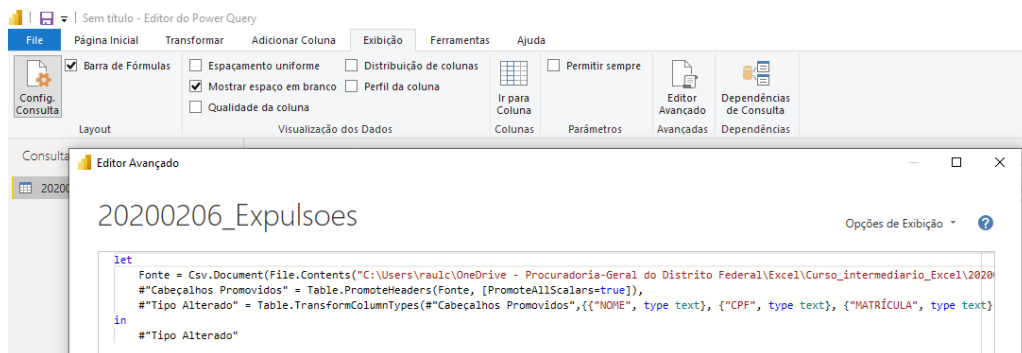 Sem título - Editor do Power Query
File Página Inicial Transformar Adicionar Coluna Exibição Ferramentas Ajuda
Config. Consulta
Barra de Fórmulas
Layout
Espaçamento uniforme
Mostrar espaço em branco
Qualidade da coluna
Distribuição de colunas
Perfil da coluna
Visualização dos Dados
Ir para Coluna
Colunas
Permitir sempre
Parâmetros
Editor Avançado
Avançadas
Dependências de Consulta
Dependências
Consulta
Editor Avançado
20200206_Expulsoes
Opções de Exibição
let
Fonte = Csv.Document(File.Contents("C:\Users\raulc\OneDrive - Procuradoria-Geral do Distrito Federal\Excel\Curso_intermediario_Excel\2020
#"Cabeçalhos Promovidos" = Table.PromoteHeaders(Fonte, [PromoteAllScalars=true]),
#"Tipo Alterado" = Table.TransformColumnTypes(#"Cabeçalhos Promovidos",{{"NOME", type text}, {"CPF", type text}, {"MATRÍCULA", type text}
in
#"Tipo Alterado"